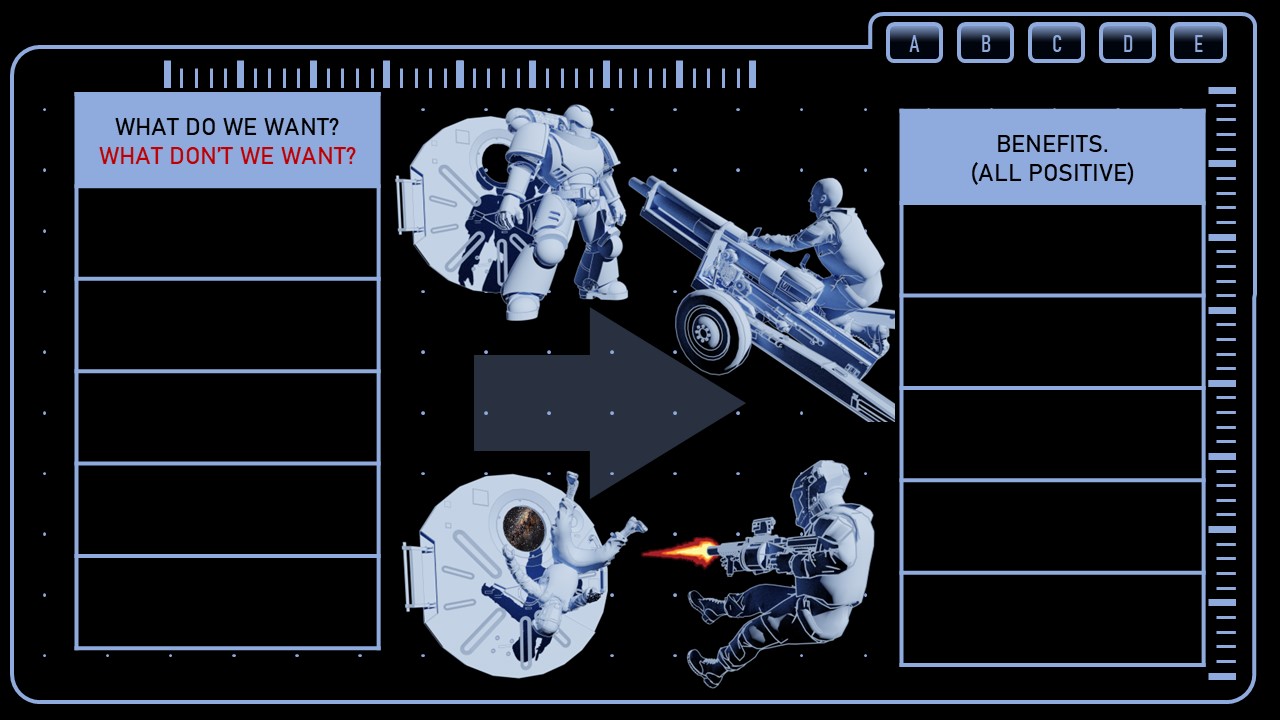 A B C D E
WHAT DO WE WANT?
WHAT DON'T WE WANT?
BENEFITS.
(ALL POSITIVE)